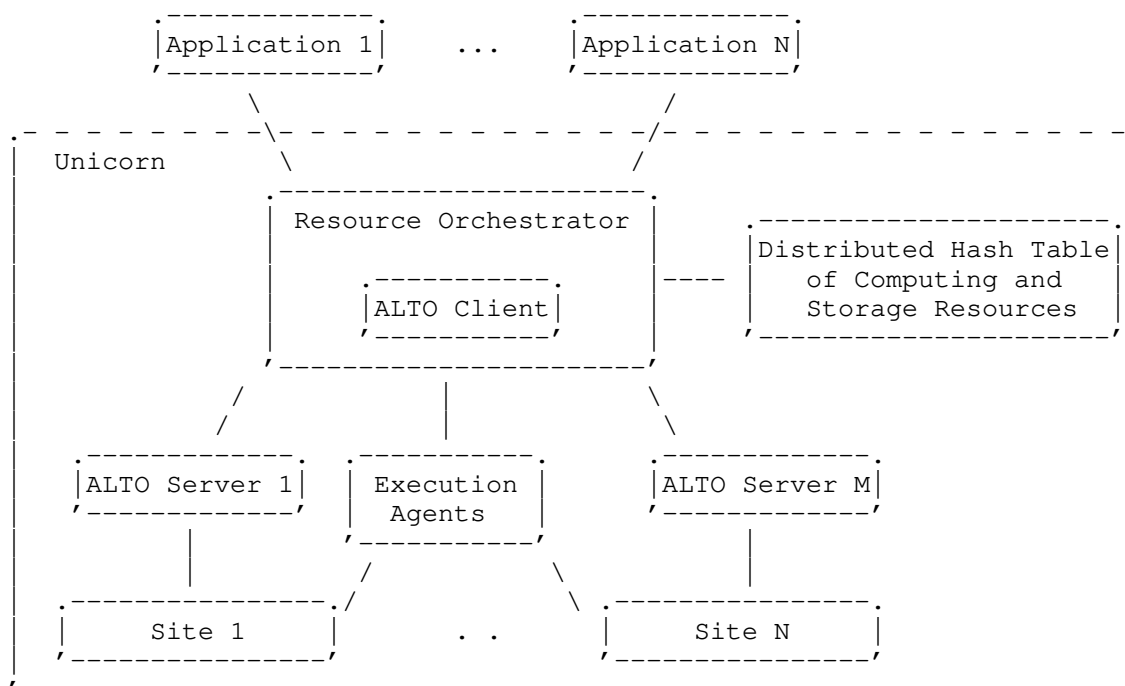 Application 1 ... Application N
Unicorn
Resource Orchestrator
Distributed Hash Table
of Computing and
ALTO Client Storage Resources
ALTO Server 1 Execution ALTO Server M
Agents
Site 1 . . Site N